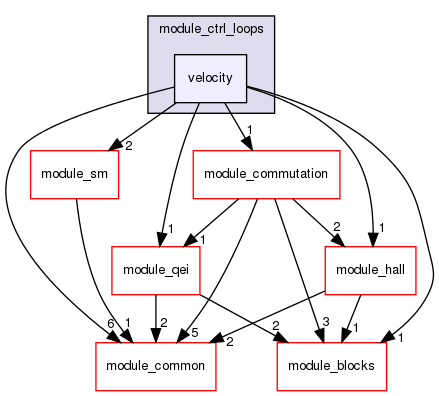 module_ctrl_loops
velocity
1
2
module_sm
module_commutation
1
1
2
1
module_qei
module_hall
6
1
2
5
2
2
3
1
1
module_common
module_blocks